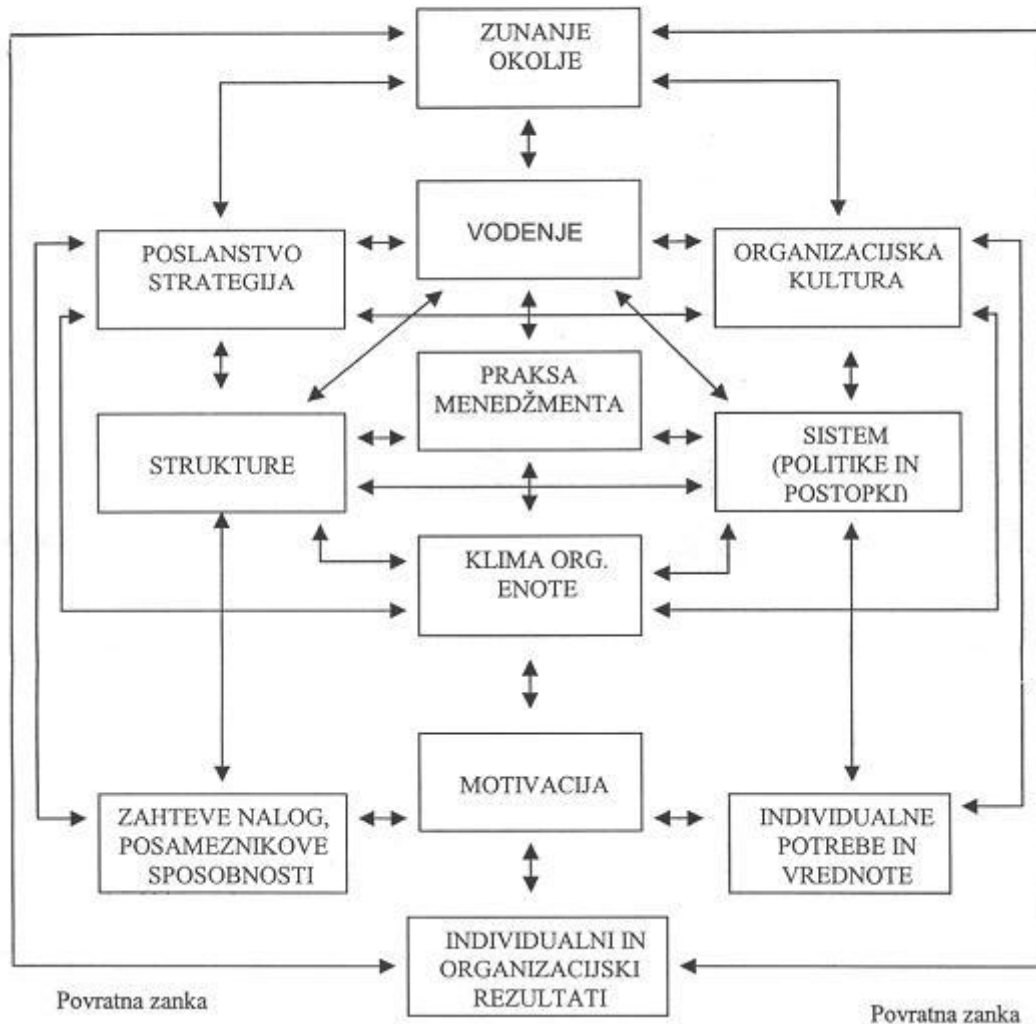 ZUNANJE
OKOLJE
VODENJE
POSLANSTVO
STRATEGIJA
ORGANIZACIJSKA
KULTURA
PRAKSA
MENEDŽMENTA
STRUKTURE
SISTEM
(POLITIKE IN
POSTOPKI)
KLIMA ORG.
ENOTE
MOTIVACIJA
ZAHTEVE NALOG,
POSAMEZNIKOVE
SPOSOBNOSTI
INDIVIDUALNE
POTREBE IN
VREDNOTE
INDIVIDUALNI IN
ORGANIZACIJSKI
REZULTATI
Povratna zanka
Povratna zanka